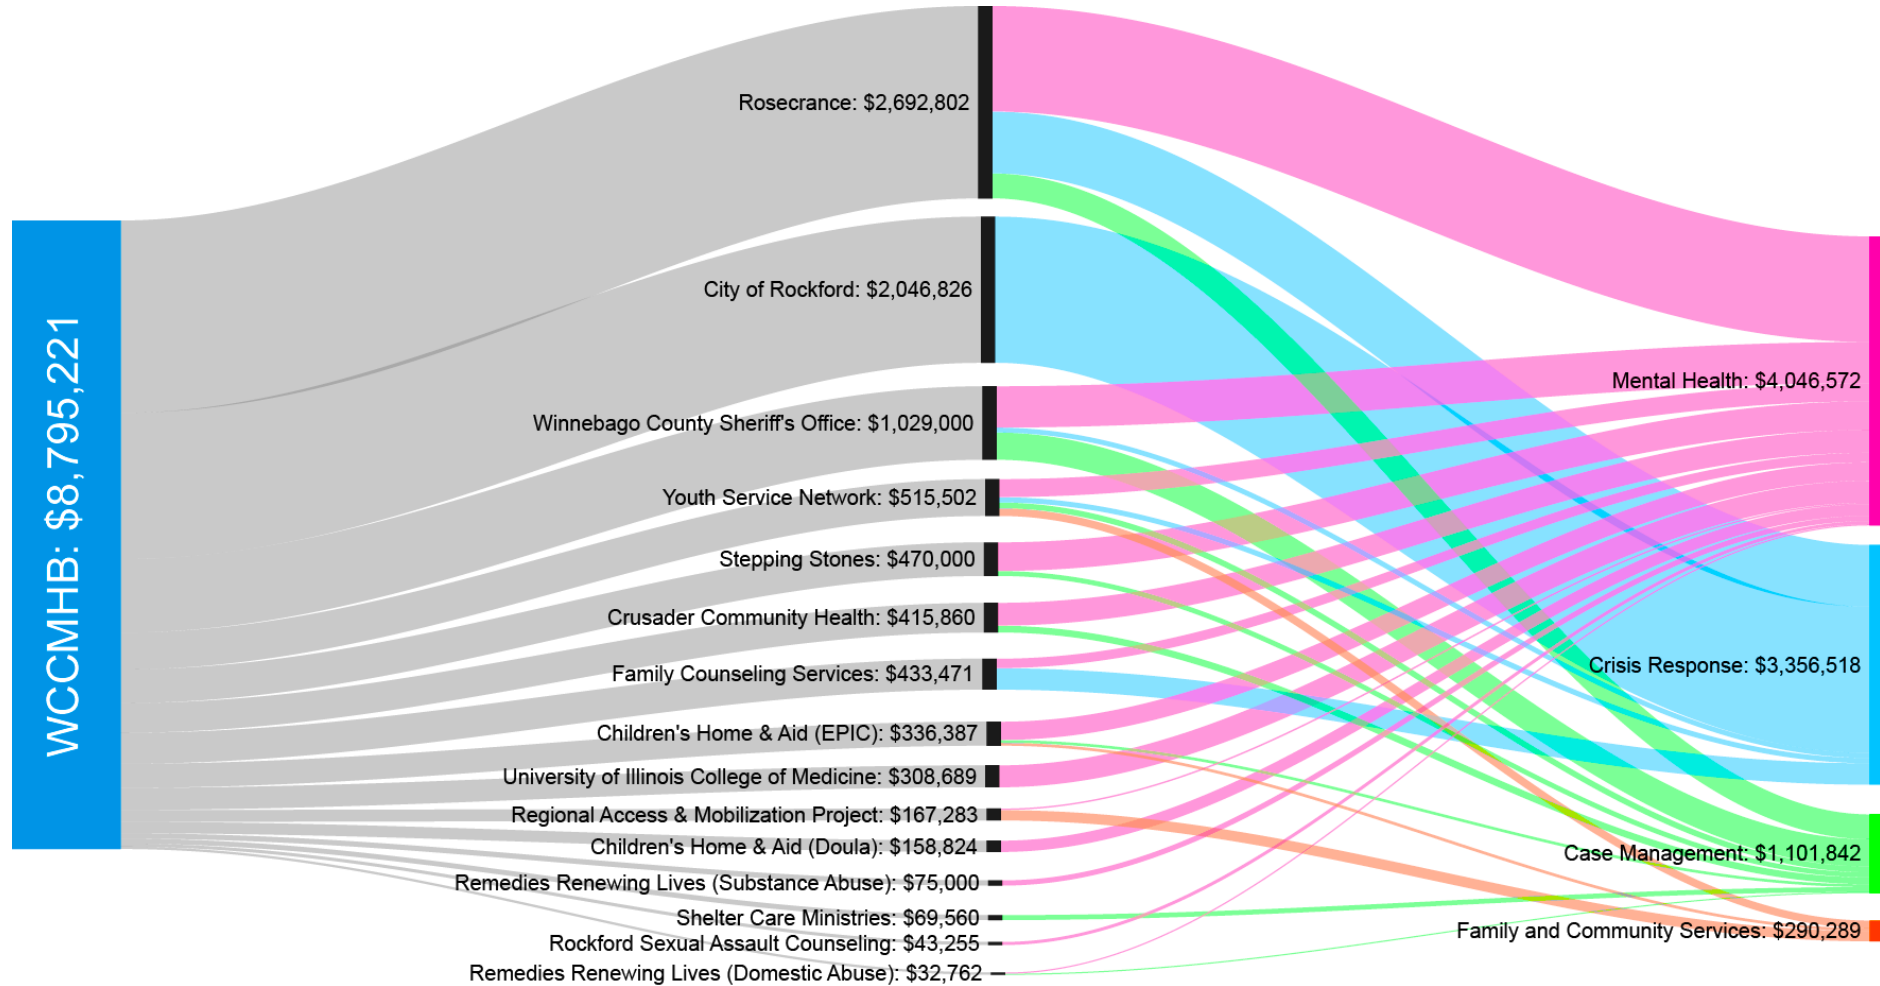 WCCMHB: $8,795,221
Rosecrance: $2,692,802
City of Rockford: $2,046,826
Winnebago County Sheriff's Office: $1,029,000
Youth Service Network: $515,502
Stepping Stones: $470,000
Crusader Community Health: $415,860
Family Counseling Services: $433,471
Children's Home & Aid (EPIC): $336,387
University of Illinois College of Medicine: $308,689
Regional Access & Mobilization Project: $167,283
Children's Home & Aid (Doula): $158,824
Remedies Renewing Lives (Substance Abuse): $75,000
Shelter Care Ministries: $69,560
Rockford Sexual Assault Counseling: $43,255
Remedies Renewing Lives (Domestic Abuse): $32,762
Mental Health: $4,046,572
Crisis Response: $3,356,518
Case Management: $1,101,842
Family and Community Services: $290,289